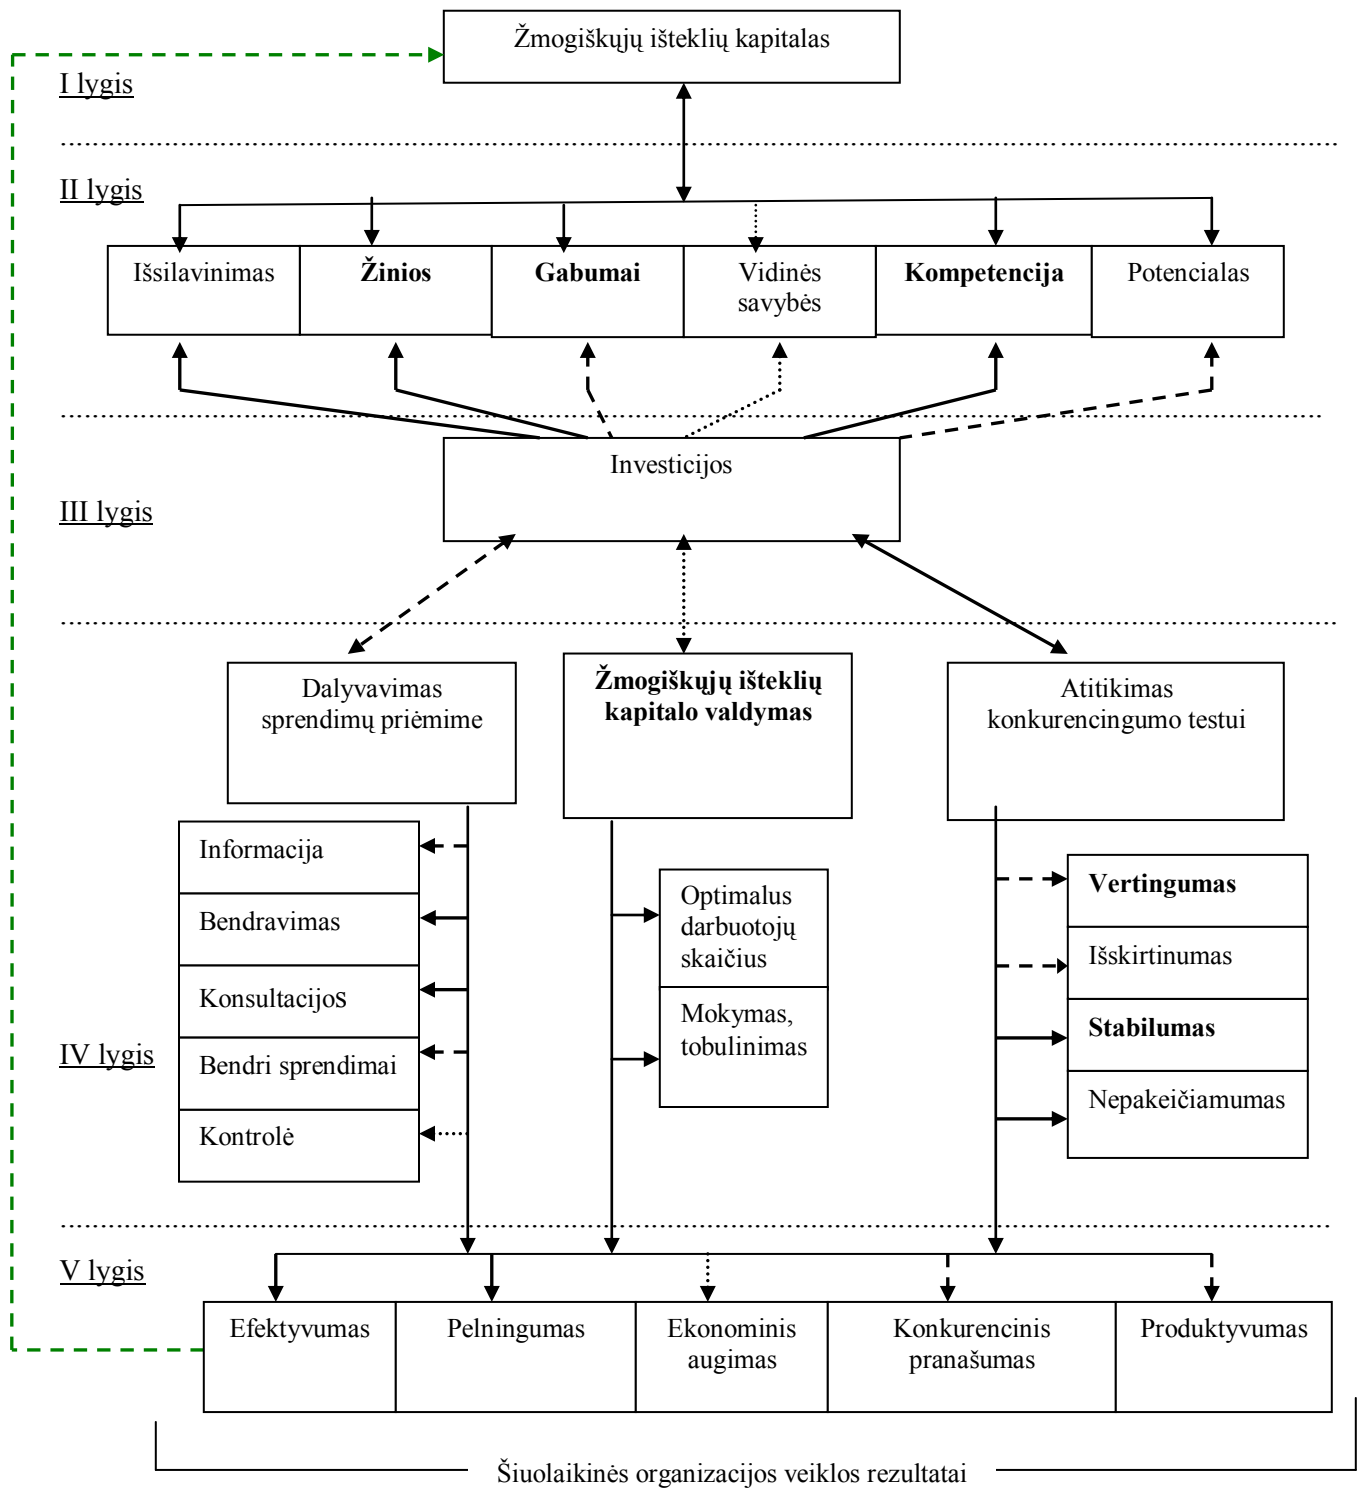 Žmogiškųjų išteklių kapitalas
I lygis
II lygis
Išsilavinimas
Žinios
Gabumai
Vidinės
savybės
Kompetencija
Potencialas
Investicijos
III lygis
Dalyvavimas
sprendimų priėmime
Žmogiškųjų išteklių
kapitalo valdymas
Atitikimas
konkurencingumo testui
Informacija
Bendravimas
Konsultacijos
Bendri sprendimai
Kontrolė
Optimalus
darbuotojų
skaičius
Mokymas,
tobulinimas
Vertingumas
Išskirtinumas
Stabilumas
Nepakeičiamumas
IV lygis
V lygis
Efektyvumas
Pelningumas
Ekonominis
augimas
Konkurencinis
pranašumas
Produktyvumas
Šiuolaikinės organizacijos veiklos rezultatai